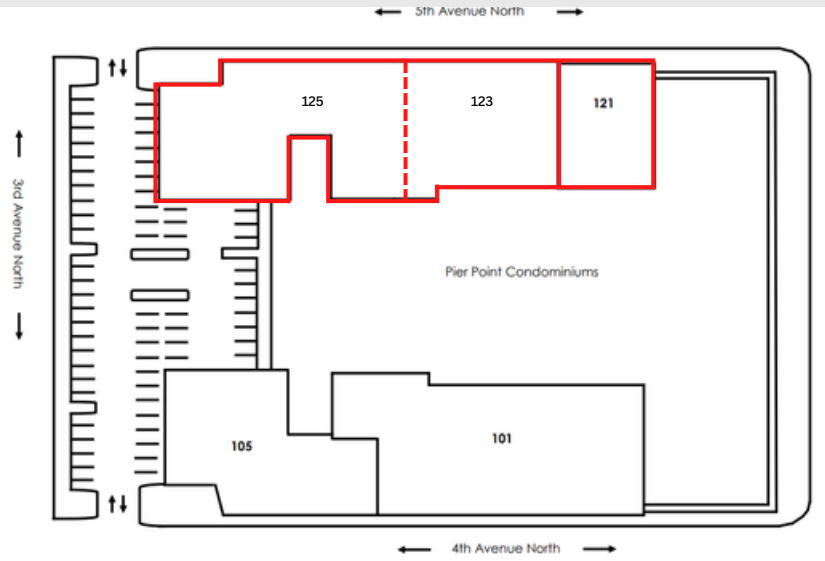 5th Avenue North
125
123
121
3rd Avenue North
Pier Point Condominiums
105
101
4th Avenue North